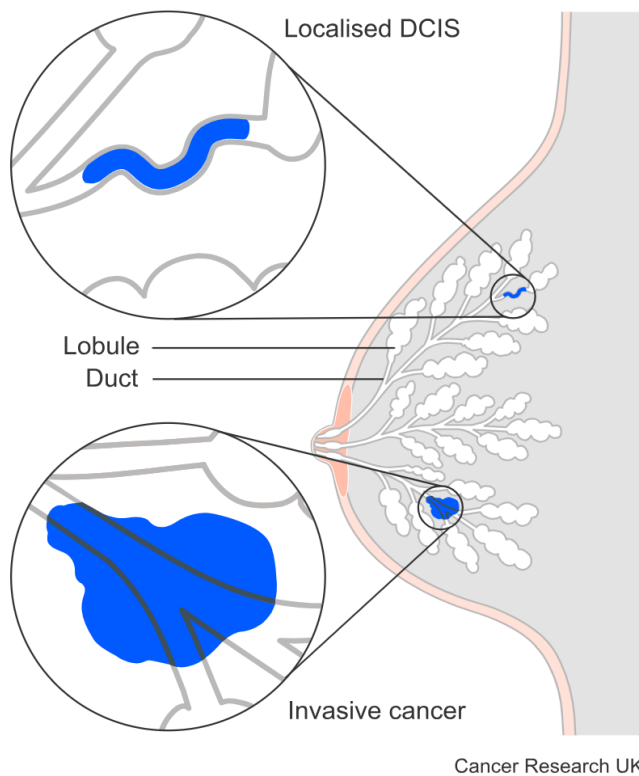 Localised DCIS
Lobule
Duct
Invasive cancer
Cancer Research UK